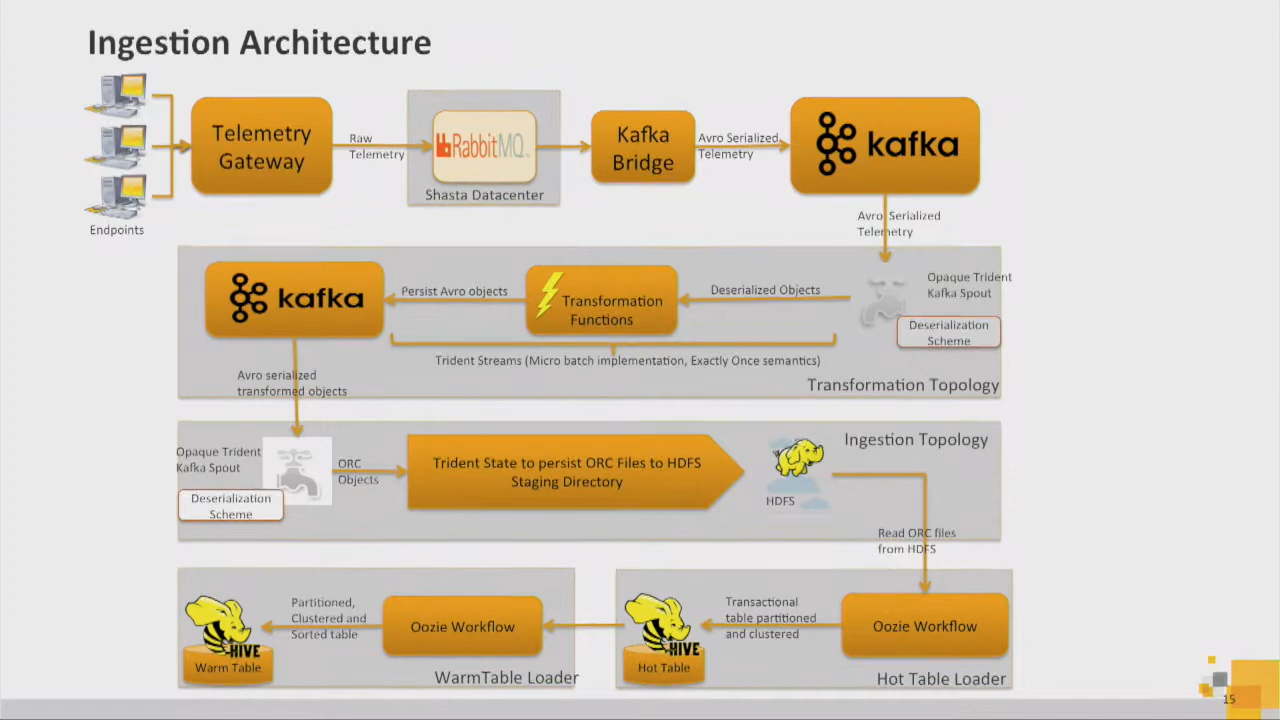 Ingestion Architecture
Endpoints
Telemetry
Gateway
Raw
Telemetry
RabbitMQ
Shasta Datacenter
Kafka
Bridge
Avro Serialized
Telemetry
kafka
Avro Serialized
Telemetry
Opaque Trident
Kafka Spout
Deserialization
Scheme
Deserialized Objects
Transformation
Functions
Persist Avro objects
kafka
Trident Streams (Micro batch implementation, Exactly Once semantics)
Transformation Topology
Avro serialized
transformed objects
Opaque Trident
Kafka Spout
Deserialization
Scheme
ORC
Objects
Trident State to persist ORC Files to HDFS
Staging Directory
HDFS
Ingestion Topology
Read ORC files
from HDFS
Oozie Workflow
Transactional
table partitioned
and clustered
HIVE
Hot Table
Hot Table Loader
Oozie Workflow
Partitioned,
Clustered and
Sorted table
HIVE
Warm Table
WarmTable Loader
15